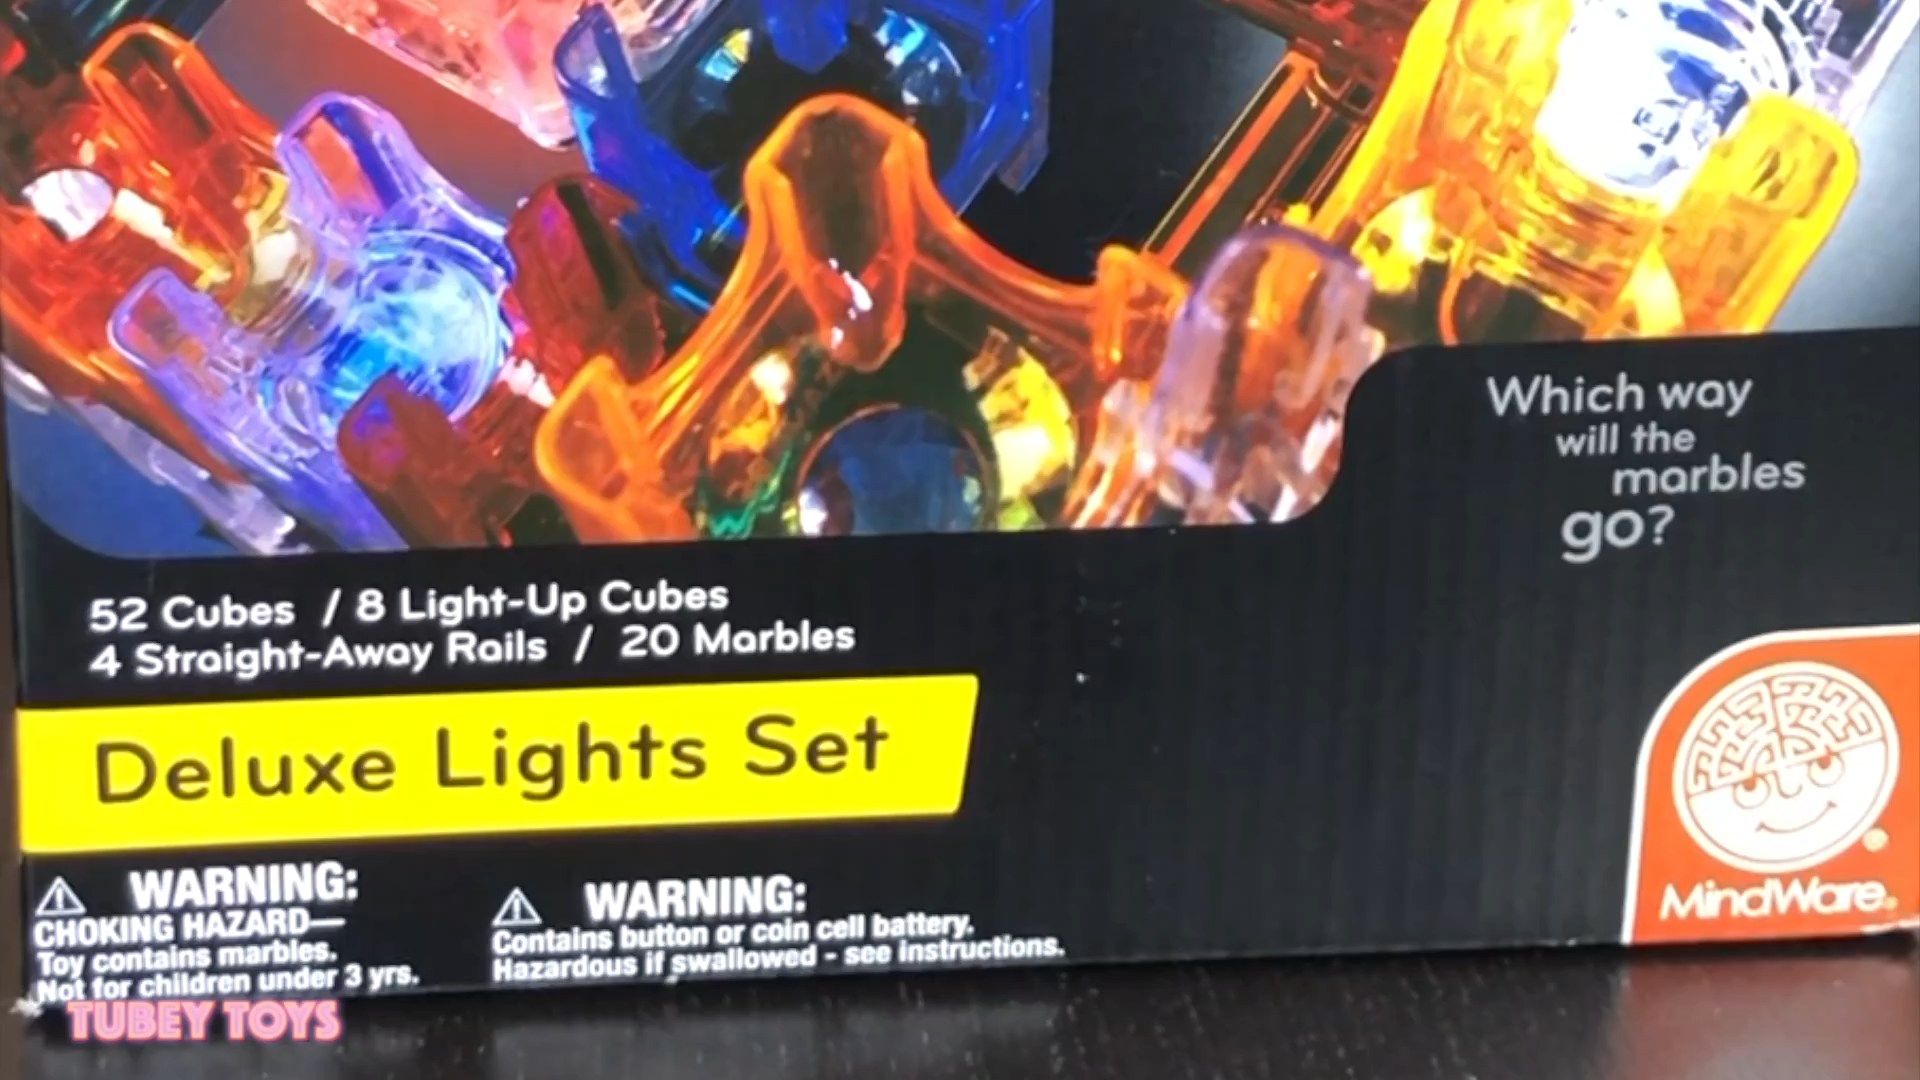 Which way
will the
marbles
go?
52 Cubes / 8 Light-Up Cubes
4 Straight-Away Rails / 20 Marbles
Deluxe Lights Set
MindWare®
WARNING:
CHOKING HAZARD—
Toy contains marbles.
Not for children under 3 yrs.
WARNING:
Contains button or coin cell battery.
Hazardous if swallowed - see instructions.
TUBEY TOYS